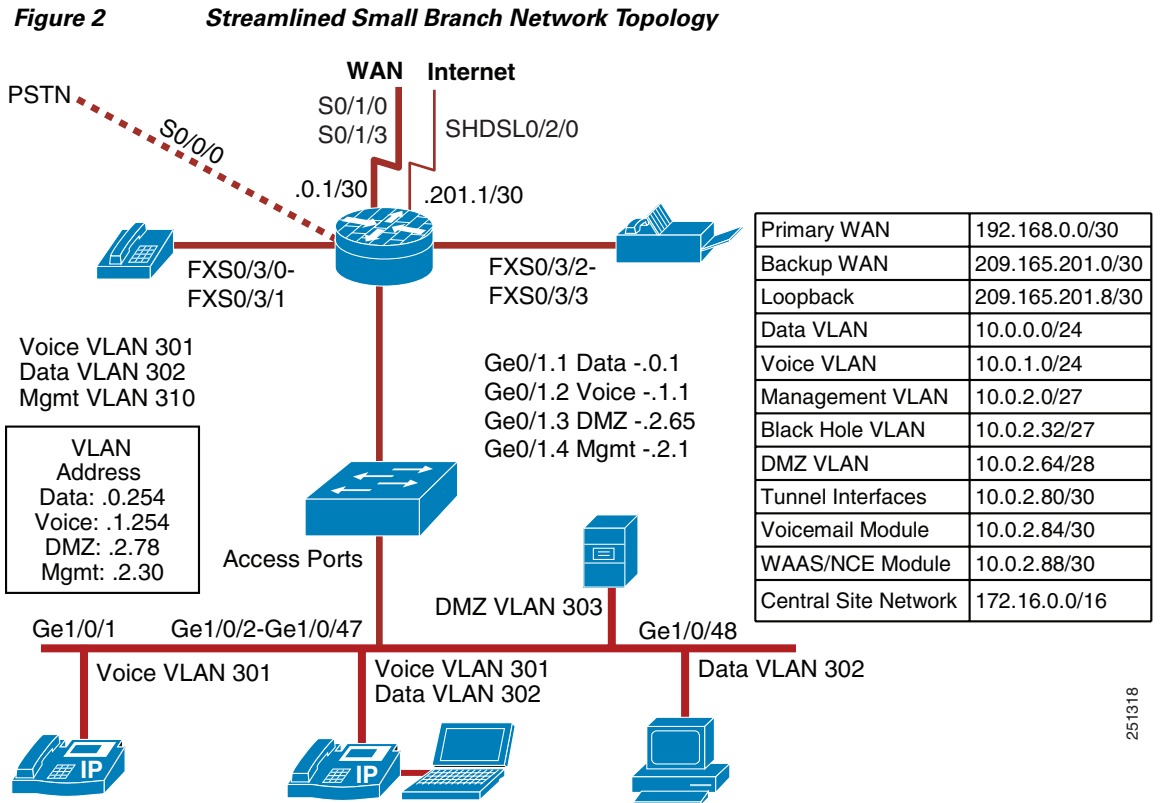 Figure 2 Streamlined Small Branch Network Topology
WAN Internet
PSTN
S0/1/0
S0/1/3
SHDSL0/2/0
S0/0/0
.0.1/30
.201.1/30
FXS0/3/0-
FXS0/3/1
FXS0/3/2-
FXS0/3/3
Primary WAN 192.168.0.0/30
Backup WAN 209.165.201.0/30
Loopback 209.165.201.8/30
Data VLAN 10.0.0.0/24
Voice VLAN 10.0.1.0/24
Management VLAN 10.0.2.0/27
Black Hole VLAN 10.0.2.32/27
DMZ VLAN 10.0.2.64/28
Tunnel Interfaces 10.0.2.80/30
Voicemail Module 10.0.2.84/30
WAAS/NCE Module 10.0.2.88/30
Central Site Network 172.16.0.0/16
Voice VLAN 301
Data VLAN 302
Mgmt VLAN 310
Ge0/1.1 Data -.0.1
Ge0/1.2 Voice -.1.1
Ge0/1.3 DMZ -.2.65
Ge0/1.4 Mgmt -.2.1
VLAN
Address
Data: .0.254
Voice: .1.254
DMZ: .2.78
Mgmt: .2.30
Access Ports
DMZ VLAN 303
Ge1/0/1
Ge1/0/2-Ge1/0/47
Ge1/0/48
Voice VLAN 301
Voice VLAN 301
Data VLAN 302
Data VLAN 302
IP
IP
251318